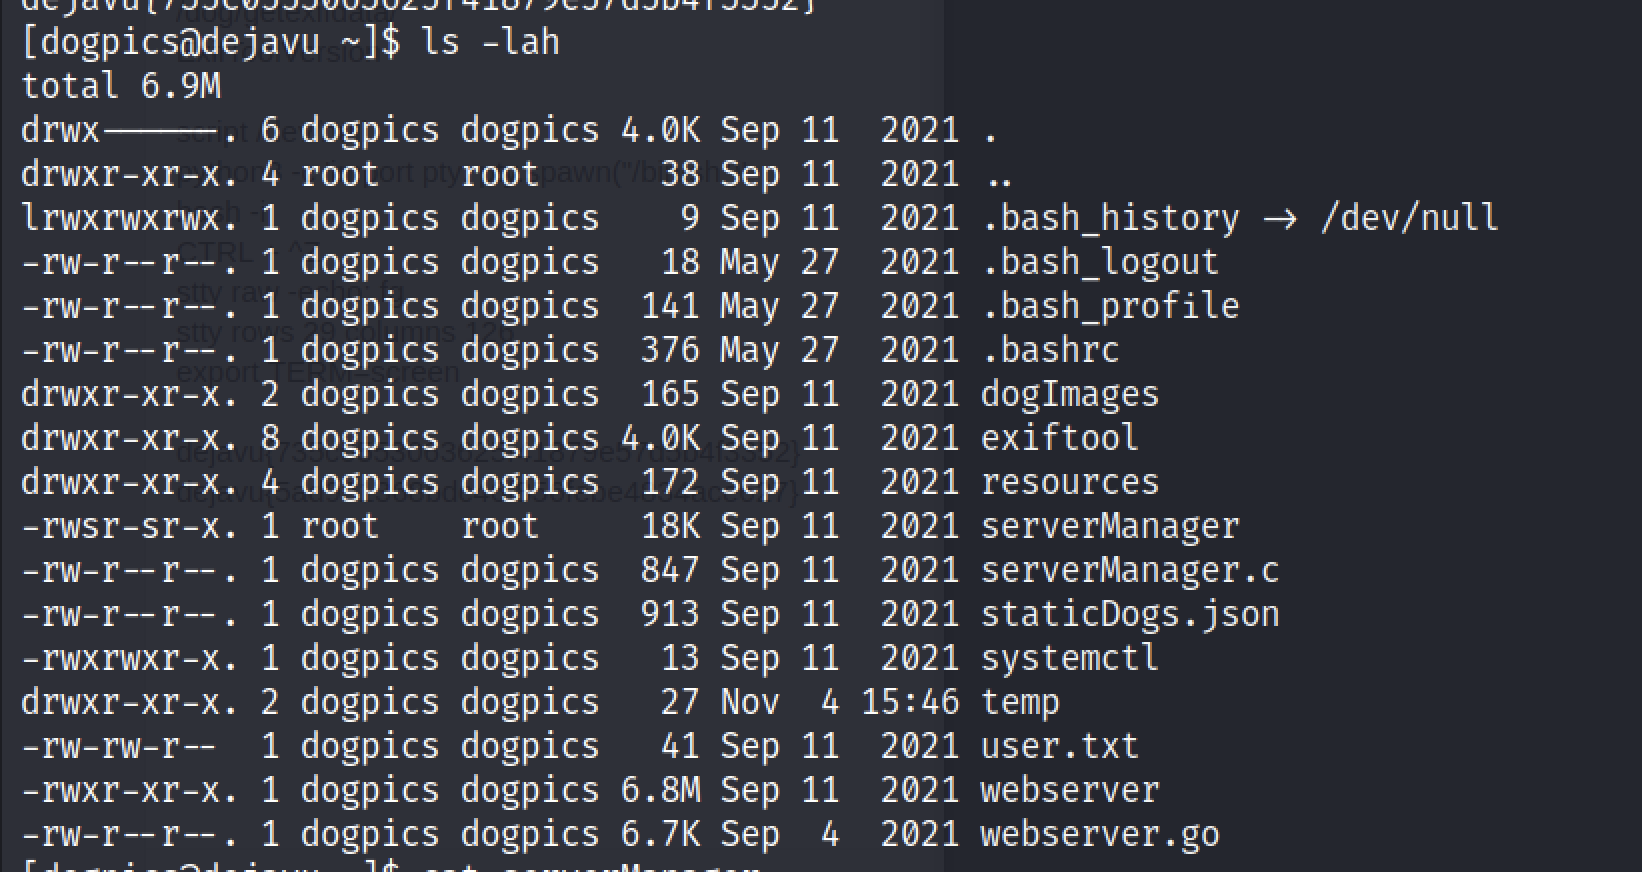 [dogpics@dejavu ~]$ ls -lah
total 6.9M
drwx------. 6 dogpics dogpics 4.0K Sep 11  2021 .
drwxr-xr-x. 4 root    root      38 Sep 11  2021 ..
lrwxrwxrwx. 1 dogpics dogpics    9 Sep 11  2021 .bash_history -> /dev/null
-rw-r--r--. 1 dogpics dogpics   18 May 27  2021 .bash_logout
-rw-r--r--. 1 dogpics dogpics  141 May 27  2021 .bash_profile
-rw-r--r--. 1 dogpics dogpics  376 May 27  2021 .bashrc
drwxr-xr-x. 2 dogpics dogpics  165 Sep 11  2021 dogImages
drwxr-xr-x. 8 dogpics dogpics 4.0K Sep 11  2021 exiftool
drwxr-xr-x. 4 dogpics dogpics  172 Sep 11  2021 resources
-rwsr-sr-x. 1 root    root     18K Sep 11  2021 serverManager
-rw-r--r--. 1 dogpics dogpics  847 Sep 11  2021 serverManager.c
-rw-r--r--. 1 dogpics dogpics  913 Sep 11  2021 staticDogs.json
-rwxrwxr-x. 1 dogpics dogpics   13 Sep 11  2021 systemctl
drwxr-xr-x. 2 dogpics dogpics   27 Nov  4 15:46 temp
-rw-rw-r--  1 dogpics dogpics   41 Sep 11  2021 user.txt
-rwxr-xr-x. 1 dogpics dogpics 6.8M Sep 11  2021 webserver
-rw-r--r--. 1 dogpics dogpics 6.7K Sep  4  2021 webserver.go
[dogpics@dejavu ~]$ cat serverManager